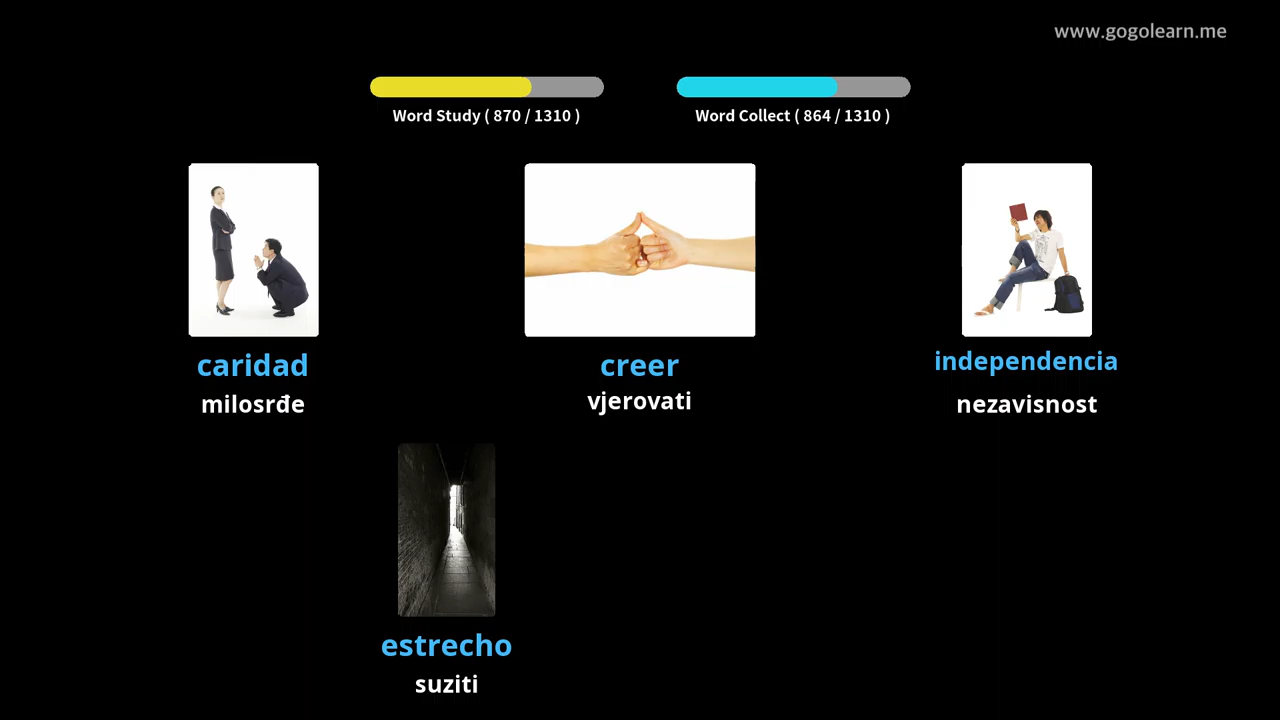 www.gogolearn.me
Word Study ( 870 / 1310 )
Word Collect ( 864 / 1310 )
caridad
milosrđe
creer
vjerovati
independencia
nezavisnost
estrecho
suziti